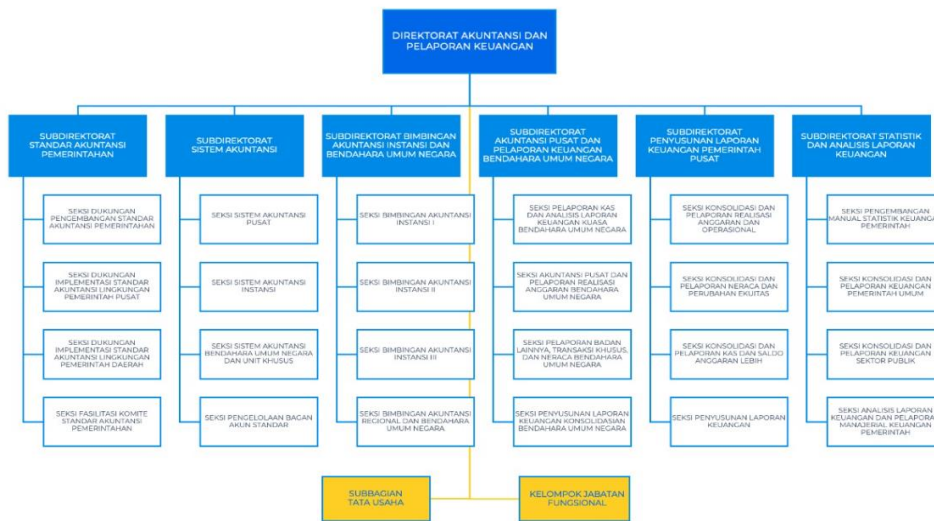 DIREKTORAT AKUNTANSI DAN
PELAPORAN KEUANGAN
SUBDIREKTORAT
STANDAR AKUNTANSI
PEMERINTAHAN
SUBDIREKTORAT
SISTEM AKUNTANSI
SUBDIREKTORAT BIMBINGAN
AKUNTANSI INSTANSI DAN
BENDAHARA UMUM NEGARA
SUBDIREKTORAT
AKUNTANSI PUSAT DAN
PELAPORAN KEUANGAN
BENDAHARA UMUM NEGARA
SUBDIREKTORAT
PENYUSUNAN LAPORAN
KEUANGAN PEMERINTAH
PUSAT
SUBDIREKTORAT STATISTIK
DAN ANALISIS LAPORAN
KEUANGAN
SEKSI DUKUNGAN
PENGEMBANGAN STANDAR
AKUNTANSI PEMERINTAHAN
SEKSI DUKUNGAN
IMPLEMENTASI STANDAR
AKUNTANSI LINGKUNGAN
PEMERINTAH PUSAT
SEKSI DUKUNGAN
IMPLEMENTASI STANDAR
AKUNTANSI LINGKUNGAN
PEMERINTAH DAERAH
SEKSI FASILITASI KOMITE
STANDAR AKUNTANSI
PEMERINTAHAN
SEKSI SISTEM AKUNTANSI
PUSAT
SEKSI SISTEM AKUNTANSI
INSTANSI
SEKSI SISTEM AKUNTANSI
BENDAHARA UMUM NEGARA
DAN UNIT KHUSUS
SEKSI PENGELOLAAN BAGAN
AKUN STANDAR
SEKSI BIMBINGAN AKUNTANSI
INSTANSI I
SEKSI BIMBINGAN AKUNTANSI
INSTANSI II
SEKSI BIMBINGAN AKUNTANSI
INSTANSI III
SEKSI BIMBINGAN AKUNTANSI
REGIONAL DAN BENDAHARA
UMUM NEGARA
SEKSI PELAPORAN KAS
DAN ANALISIS LAPORAN
KEUANGAN KUASA
BENDAHARA UMUM NEGARA
SEKSI AKUNTANSI PUSAT DAN
PELAPORAN REALISASI
ANGGARAN BENDAHARA
UMUM NEGARA
SEKSI PELAPORAN BADAN
LAINNYA, TRANSAKSI KHUSUS,
DAN NERACA BENDAHARA
UMUM NEGARA
SEKSI PENYUSUNAN LAPORAN
KEUANGAN KONSOLIDASIAN
BENDAHARA UMUM NEGARA
SEKSI KONSOLIDASI DAN
PELAPORAN REALISASI
ANGGARAN DAN
OPERASIONAL
SEKSI KONSOLIDASI DAN
PELAPORAN NERACA DAN
PERUBAHAN EKUITAS
SEKSI KONSOLIDASI DAN
PELAPORAN KAS DAN SALDO
ANGGARAN LEBIH
SEKSI PENYUSUNAN LAPORAN
KEUANGAN
SEKSI PENGEMBANGAN
MANUAL STATISTIK KEUANGA
PEMERINTAH
SEKSI KONSOLIDASI DAN
PELAPORAN KEUANGAN
PEMERINTAH UMUM
SEKSI KONSOLIDASI DAN
PELAPORAN KEUANGAN
SEKTOR PUBLIK
SEKSI ANALISIS LAPORAN
KEUANGAN DAN PELAPORA
MANAJERIAL KEUANGAN
PEMERINTAH
SUBBAGIAN
TATA USAHA
KELOMPOK JABATAN
FUNGSIONAL